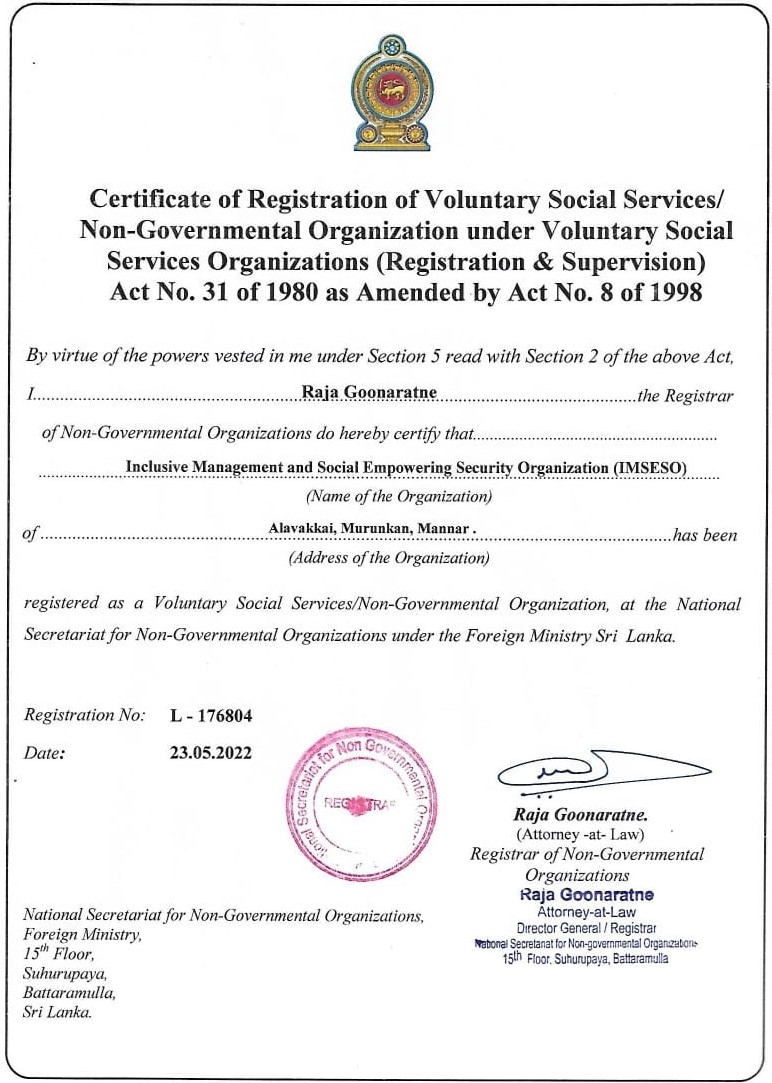 Certificate of Registration of Voluntary Social Services/
Non-Governmental Organization under Voluntary Social
Services Organizations (Registration & Supervision)
Act No. 31 of 1980 as Amended by Act No. 8 of 1998
By virtue of the powers vested in me under Section 5 read with Section 2 of the above Act,
I..........Raja Goonaratne..........the Registrar
of Non-Governmental Organizations do hereby certify that..........
Inclusive Management and Social Empowering Security Organization (IMSESO)
(Name of the Organization)
of..........Alavakkai, Murunkan, Mannar ...........has been
(Address of the Organization)
registered as a Voluntary Social Services/Non-Governmental Organization, at the National
Secretariat for Non-Governmental Organizations under the Foreign Ministry Sri Lanka.
Registration No: L - 176804
Date: 23.05.2022
Secretariat for Non Governmental
REGISTRAR
Raja Goonaratne.
(Attorney -at- Law)
Registrar of Non-Governmental
Organizations
Raja Goonaratne
Attorney-at-Law
Director General / Registrar
National Secretariat for Non-governmental Organizations
15th Floor, Suhurupaya, Battaramulla
National Secretariat for Non-Governmental Organizations,
Foreign Ministry,
15th Floor,
Suhurupaya,
Battaramulla,
Sri Lanka.